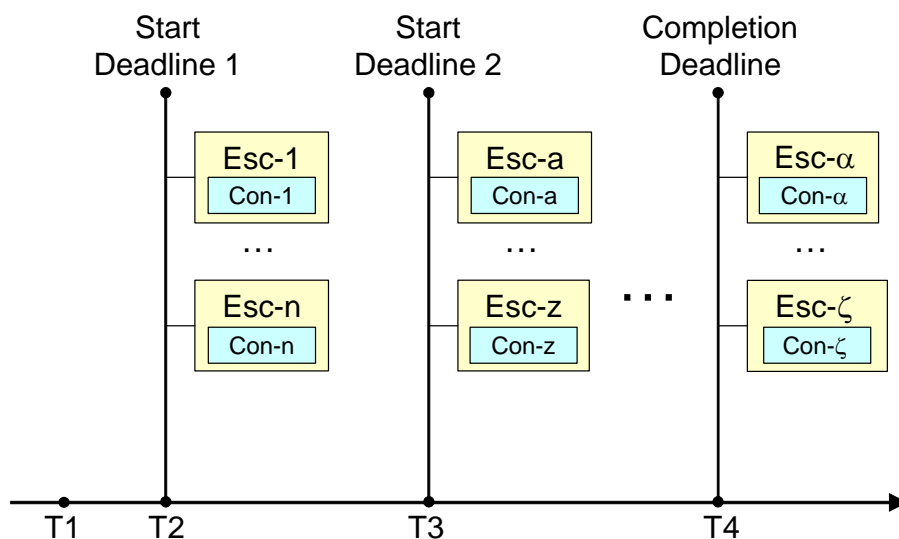 Start
Deadline 1
Start
Deadline 2
Completion
Deadline
Esc-1
Con-1
...
Esc-n
Con-n
Esc-a
Con-a
...
Esc-z
Con-z
...
Esc-α
Con-α
...
Esc-ζ
Con-ζ
T1
T2
T3
T4